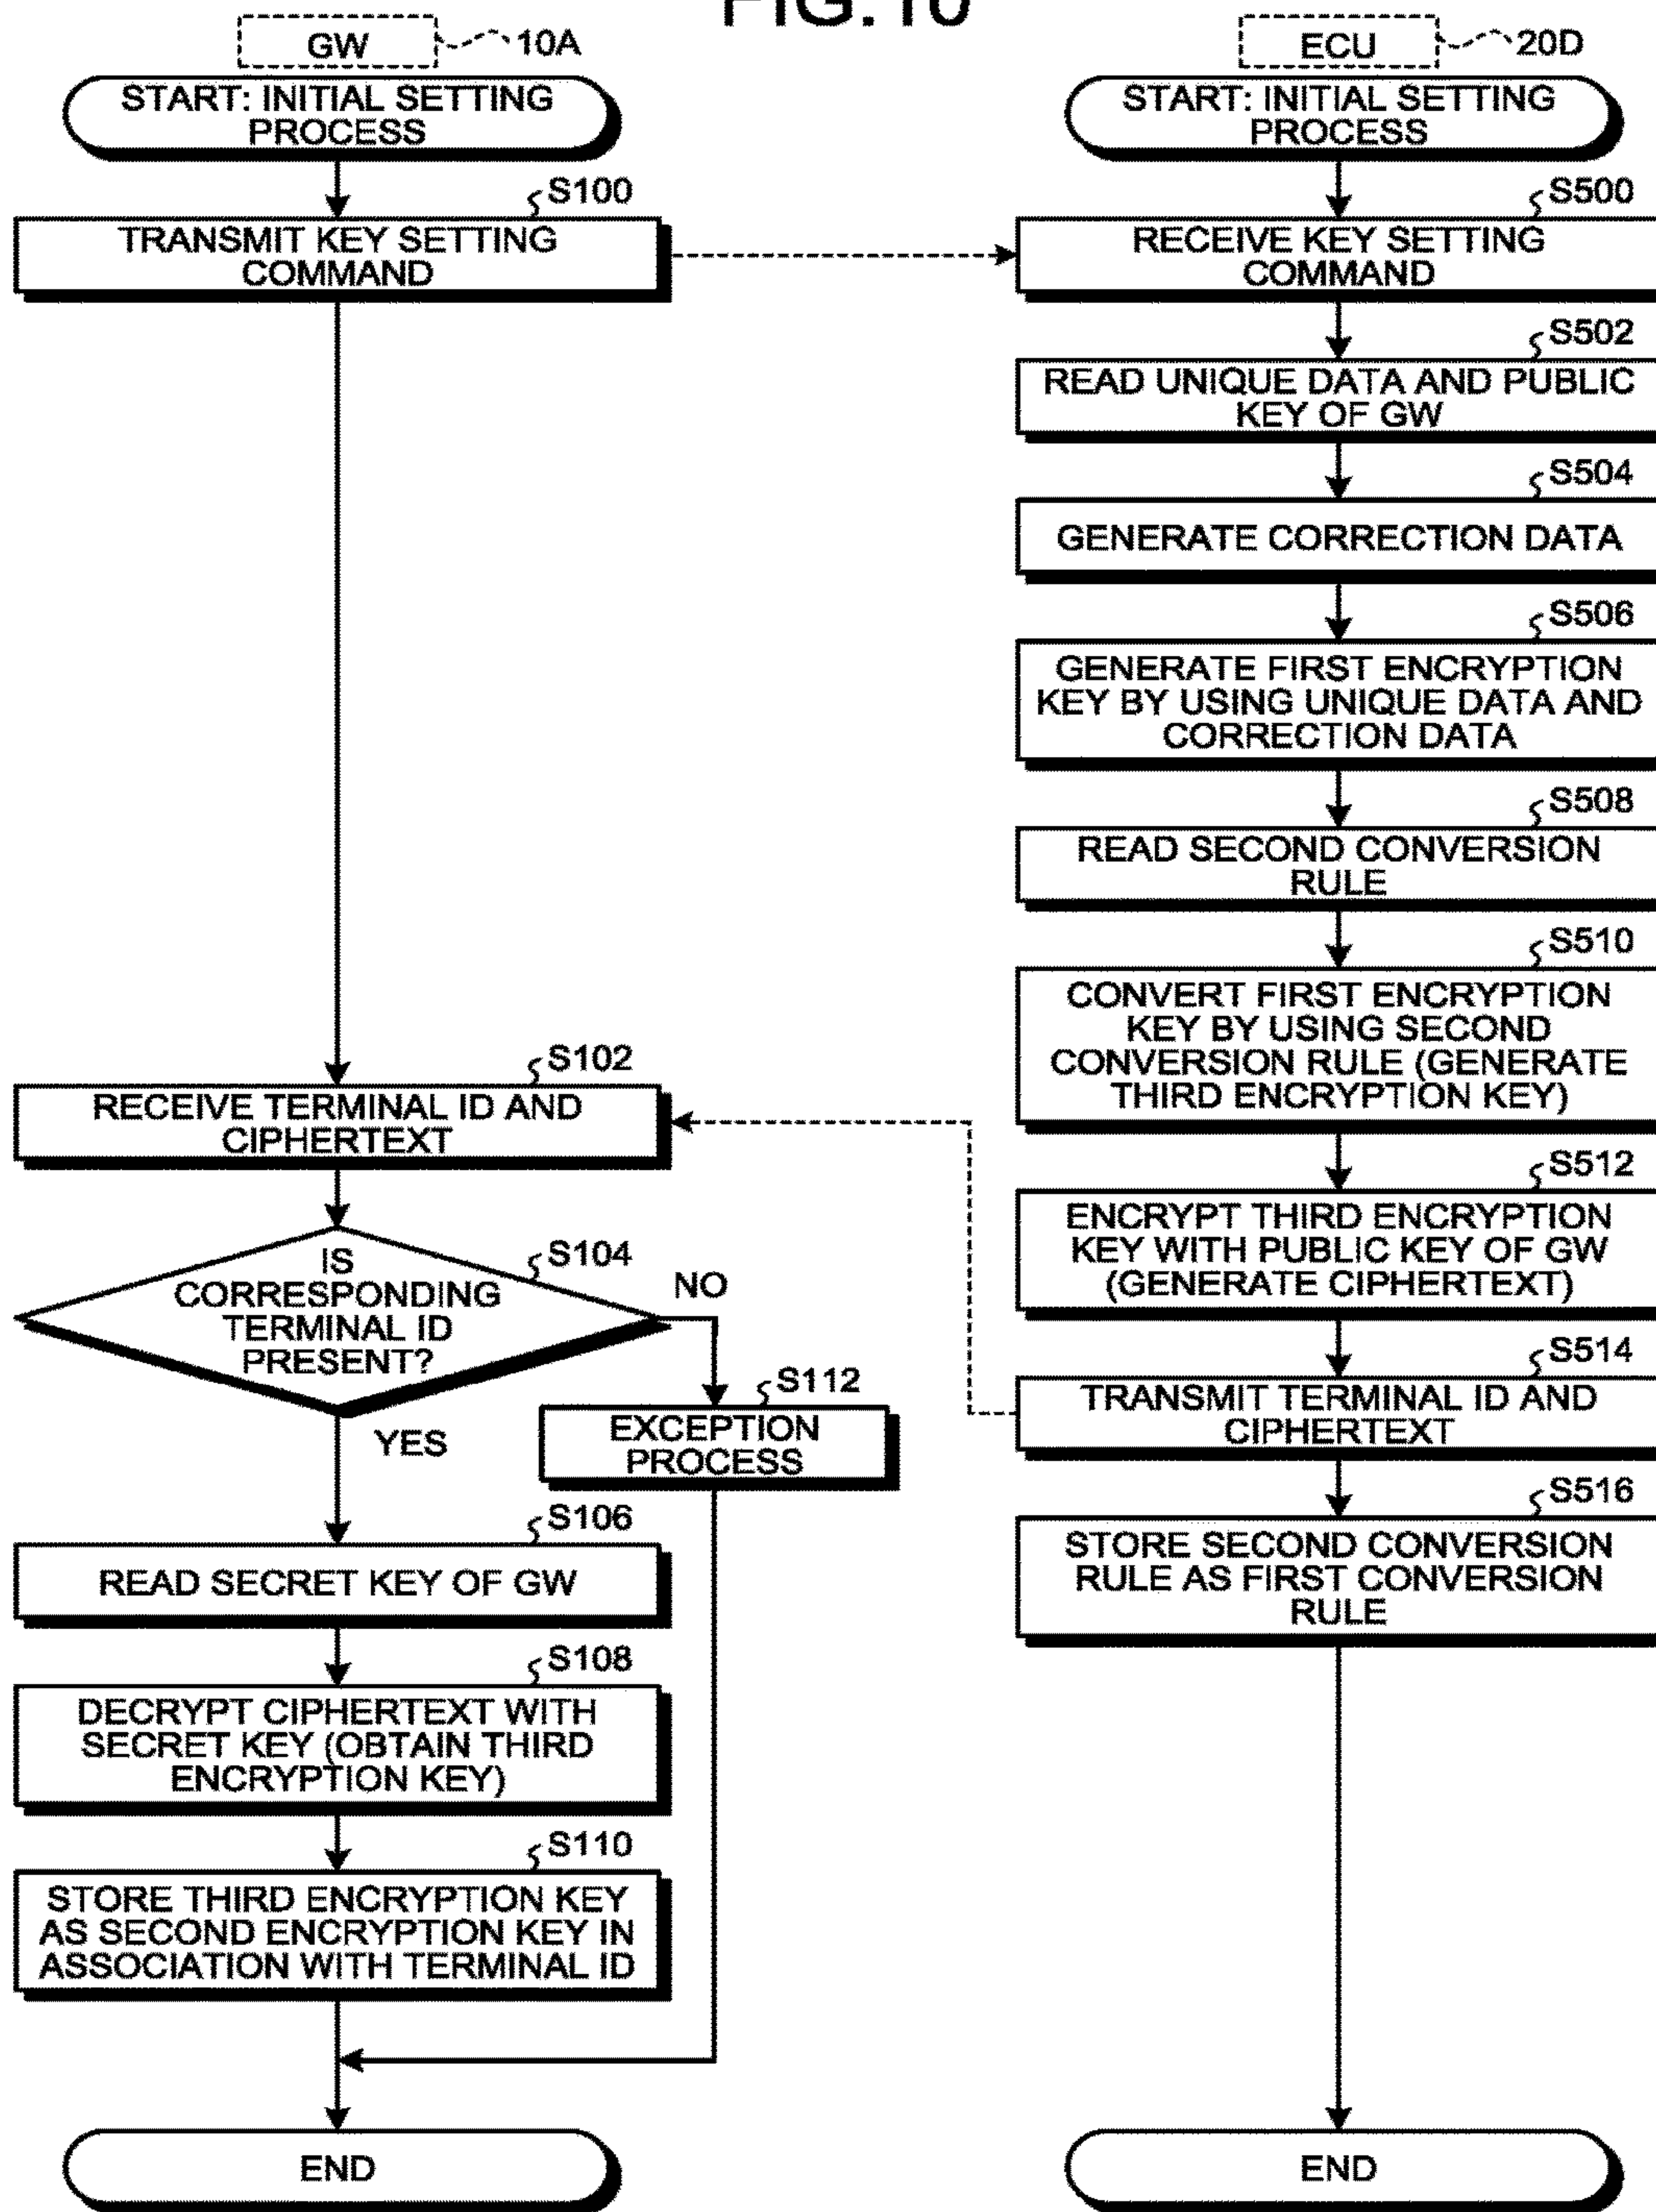 FIG.10
GW
10A
START: INITIAL SETTING
PROCESS
S100
TRANSMIT KEY SETTING
COMMAND
S102
RECEIVE TERMINAL ID AND
CIPHERTEXT
S104
IS
CORRESPONDING
TERMINAL ID
PRESENT?
NO
YES
S112
EXCEPTION
PROCESS
S106
READ SECRET KEY OF GW
S108
DECRYPT CIPHERTEXT WITH
SECRET KEY (OBTAIN THIRD
ENCRYPTION KEY)
S110
STORE THIRD ENCRYPTION KEY
AS SECOND ENCRYPTION KEY IN
ASSOCIATION WITH TERMINAL ID
END
ECU
20D
START: INITIAL SETTING
PROCESS
S500
RECEIVE KEY SETTING
COMMAND
S502
READ UNIQUE DATA AND PUBLIC
KEY OF GW
S504
GENERATE CORRECTION DATA
S506
GENERATE FIRST ENCRYPTION
KEY BY USING UNIQUE DATA AND
CORRECTION DATA
S508
READ SECOND CONVERSION
RULE
S510
CONVERT FIRST ENCRYPTION
KEY BY USING SECOND
CONVERSION RULE (GENERATE
THIRD ENCRYPTION KEY)
S512
ENCRYPT THIRD ENCRYPTION
KEY WITH PUBLIC KEY OF GW
(GENERATE CIPHERTEXT)
S514
TRANSMIT TERMINAL ID AND
CIPHERTEXT
S516
STORE SECOND CONVERSION
RULE AS FIRST CONVERSION
RULE
END